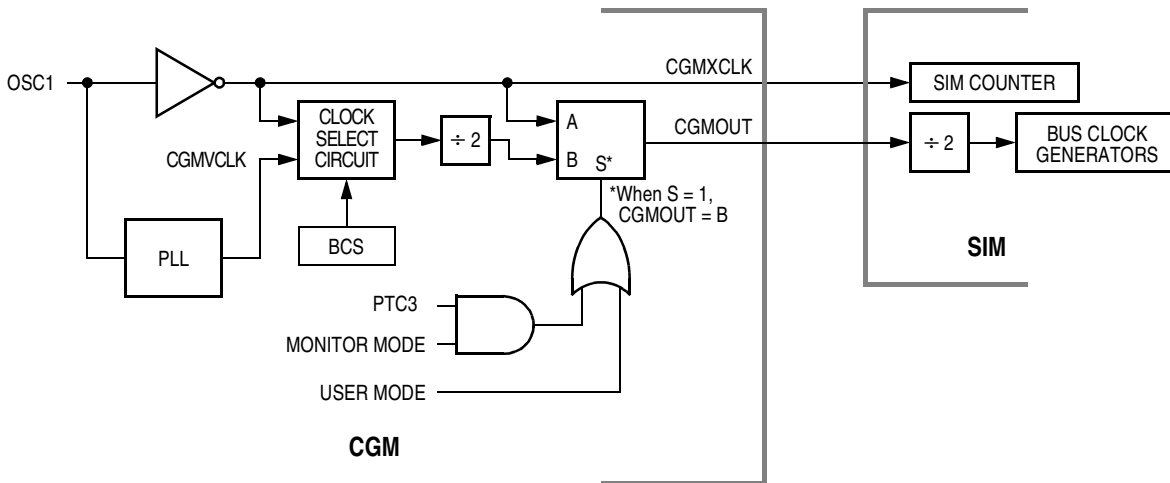 OSC1
CGMXCLK
SIM COUNTER
CLOCK
SELECT
CIRCUIT
÷ 2
A
B
S*
CGMOUT
÷ 2
BUS CLOCK
GENERATORS
CGMVCLK
*When S = 1,
CGMOUT = B
PLL
BCS
SIM
PTC3
MONITOR MODE
USER MODE
CGM